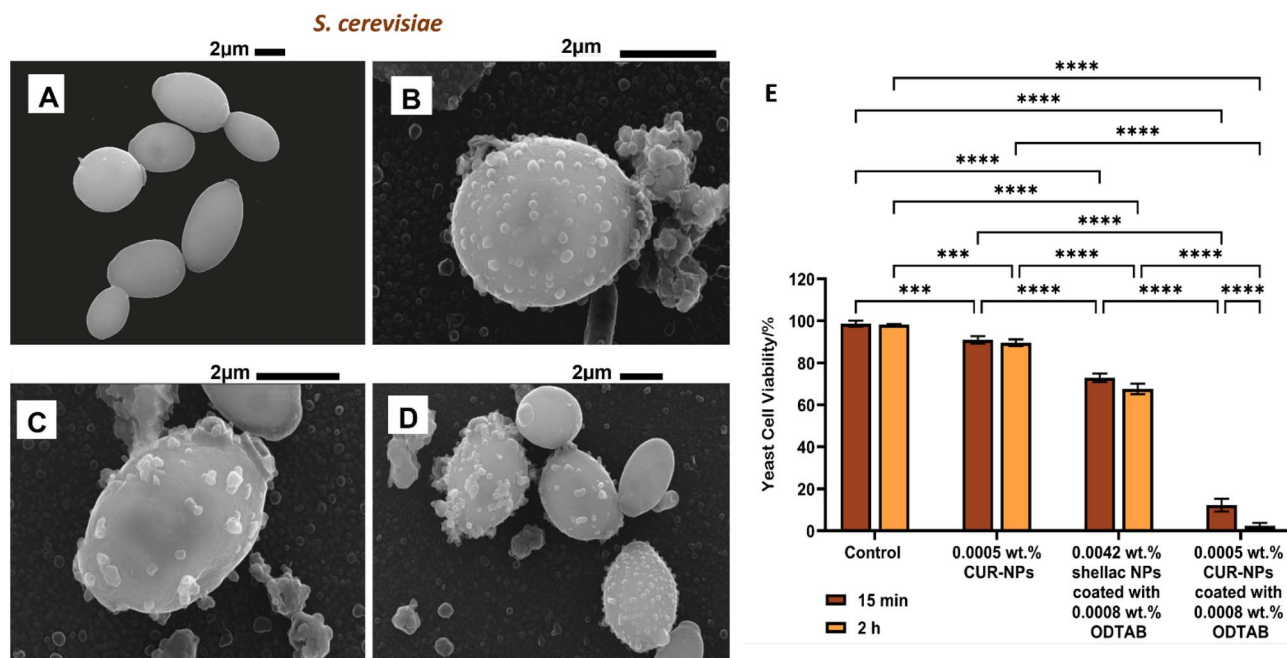 S. cerevisiae
2µm
2µm
A
B
2µm
2µm
C
D
E
****
****
****
****
****
****
***
****
****
***
****
****
****
120
100
80
60
40
20
0
Yeast Cell Viability/%
Control
0.0005 wt.%
CUR-NPs
0.0042 wt.%
shellac NPs
coated with
0.0008 wt.%
ODTAB
0.0005 wt.%
CUR-NPs
coated with
0.0008 wt.%
ODTAB
15 min
2 h